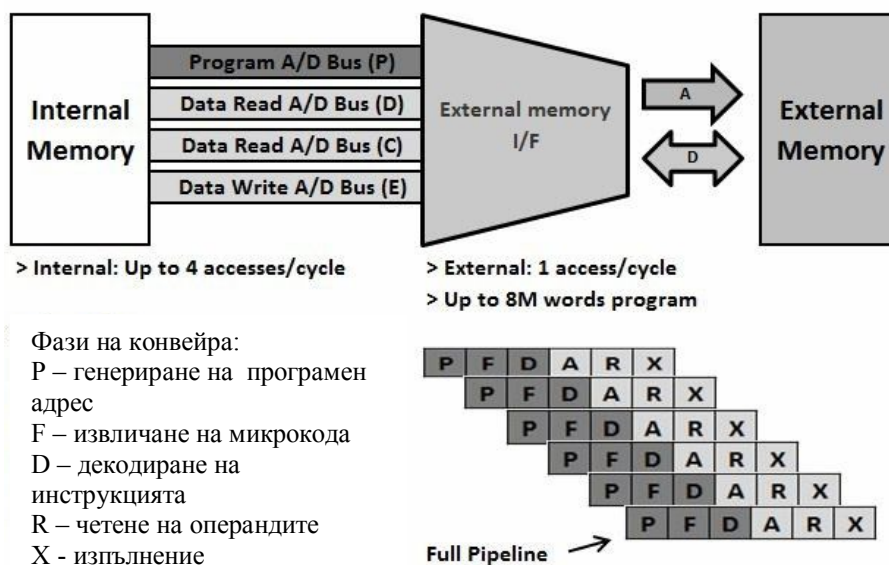 Internal
Memory
Program A/D Bus (P)
Data Read A/D Bus (D)
Data Read A/D Bus (C)
Data Write A/D Bus (E)
External memory
I/F
A
D
External
Memory
> Internal: Up to 4 accesses/cycle
> External: 1 access/cycle
> Up to 8M words program
Фази на конвейра:
P – генериране на програмен
адрес
F – извличане на микрокода
D – декодиране на
инструкцията
R – четене на операндите
X - изпълнение
P F D A R X
P F D A R X
P F D A R X
P F D A R X
P F D A R X
P F D A R X
Full Pipeline